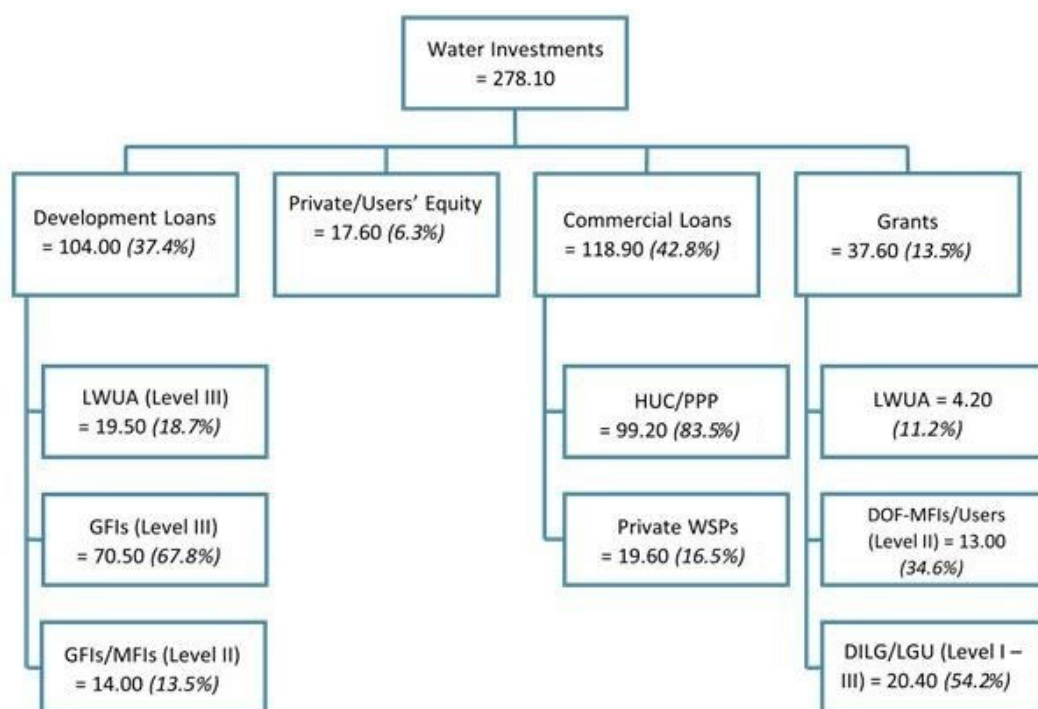 Water Investments
= 278.10
Development Loans
= 104.00 (37.4%)
Private/Users’ Equity
= 17.60 (6.3%)
Commercial Loans
= 118.90 (42.8%)
Grants
= 37.60 (13.5%)
LWUA (Level III)
= 19.50 (18.7%)
GFIs (Level III)
= 70.50 (67.8%)
GFIs/MFIs (Level II)
= 14.00 (13.5%)
HUC/PPP
= 99.20 (83.5%)
Private WSPs
= 19.60 (16.5%)
LWUA = 4.20
(11.2%)
DOF-MFIs/Users
(Level II) = 13.00
(34.6%)
DILG/LGU (Level I –
III) = 20.40 (54.2%)